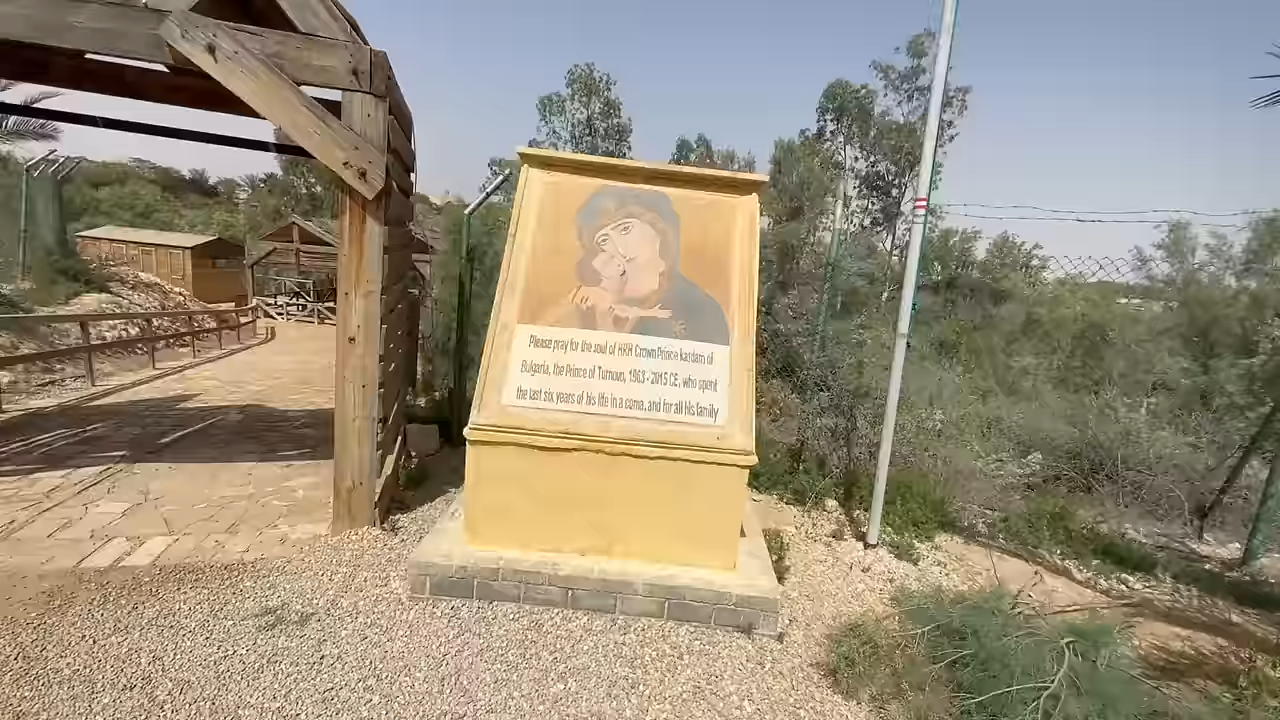 Please pray for the soul of HRH Crown Prince kardam of
Bulgaria, the Prince of Turnovo, 1963 - 2015 CE, who spent
the last six years of his life in a coma, and for all his family